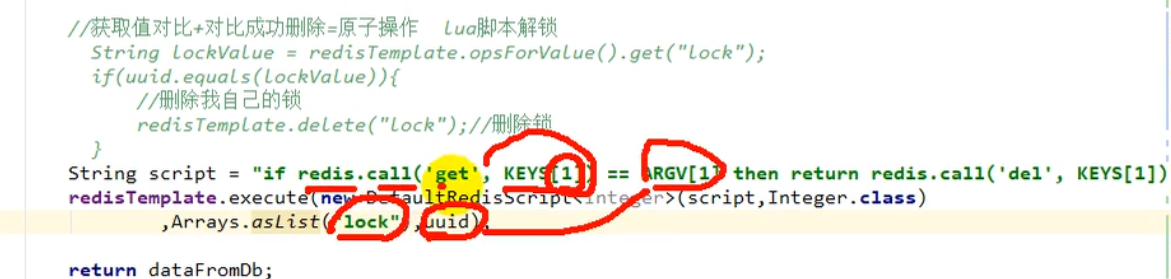 //获取值对比+对比成功删除=原子操作 lua脚本解锁
String lockValue = redisTemplate.opsForValue().get("lock");
if(uuid.equals(lockValue)){
//删除我自己的锁
redisTemplate.delete("lock");//删除锁
}
String script = "if redis.call('get', KEYS[1]) == ARGV[1] then return redis.call('del', KEYS[1])
redisTemplate.execute(new DefaultRedisScript<Integer>(script,Integer.class)
,Arrays.asList("lock"),uuid);
return dataFromDb;